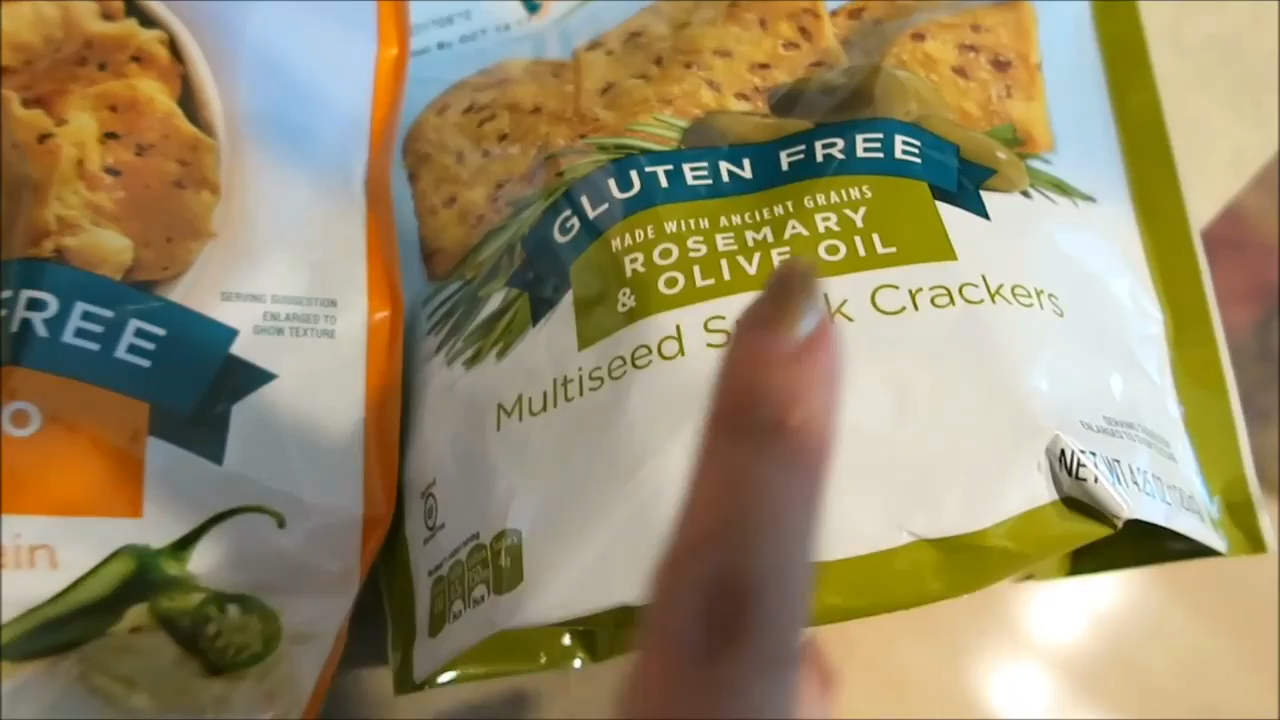 FREE
SERVING SUGGESTION
ENLARGED TO
SHOW TEXTURE
GLUTEN FREE
MADE WITH ANCIENT GRAINS
ROSEMARY
& OLIVE OIL
Multiseed Crackers
NET WT 4.25 OZ